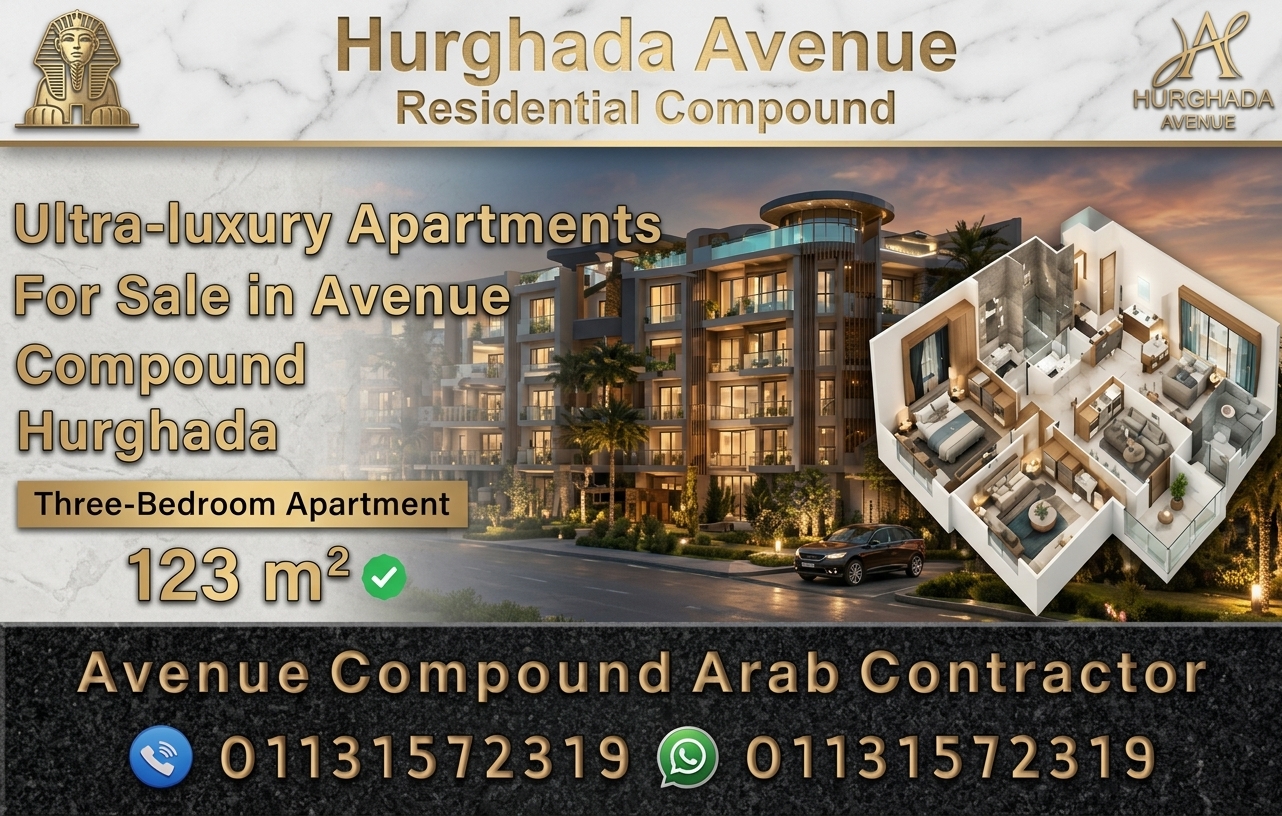 Hurghada Avenue
Residential Compound
HURGHADA
AVENUE
Ultra-luxury Apartments
For Sale in Avenue
Compound
Hurghada
Three-Bedroom Apartment
123 m²
Avenue Compound Arab Contractor
01131572319 01131572319